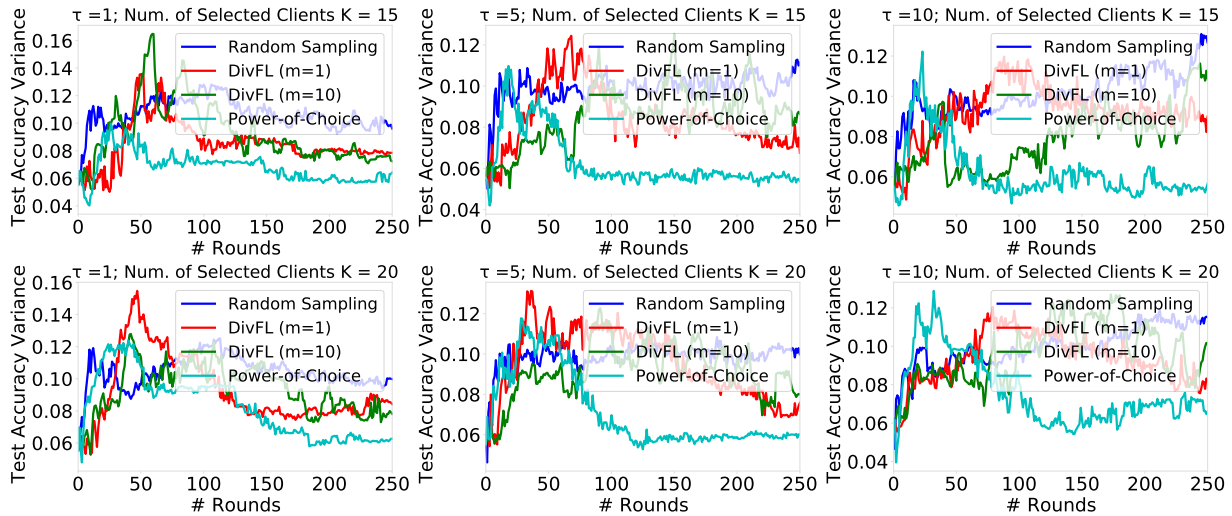 τ =1; Num. of Selected Clients K = 15
Test Accuracy Variance
0.16
0.14
0.12
0.10
0.08
0.06
0.04
Random Sampling
DivFL (m=1)
DivFL (m=10)
Power-of-Choice
0 50 100 150 200 250
# Rounds
τ =5; Num. of Selected Clients K = 15
Test Accuracy Variance
0.12
0.10
0.08
0.06
0.04
Random Sampling
DivFL (m=1)
DivFL (m=10)
Power-of-Choice
0 50 100 150 200 250
# Rounds
τ =10; Num. of Selected Clients K = 15
Test Accuracy Variance
0.12
0.10
0.08
0.06
Random Sampling
DivFL (m=1)
DivFL (m=10)
Power-of-Choice
0 50 100 150 200 250
# Rounds
τ =1; Num. of Selected Clients K = 20
Test Accuracy Variance
0.16
0.14
0.12
0.10
0.08
0.06
Random Sampling
DivFL (m=1)
DivFL (m=10)
Power-of-Choice
0 50 100 150 200 250
# Rounds
τ =5; Num. of Selected Clients K = 20
Test Accuracy Variance
0.12
0.10
0.08
0.06
Random Sampling
DivFL (m=1)
DivFL (m=10)
Power-of-Choice
0 50 100 150 200 250
# Rounds
τ =10; Num. of Selected Clients K = 20
Test Accuracy Variance
0.12
0.10
0.08
0.06
0.04
Random Sampling
DivFL (m=1)
DivFL (m=10)
Power-of-Choice
0 50 100 150 200 250
# Rounds